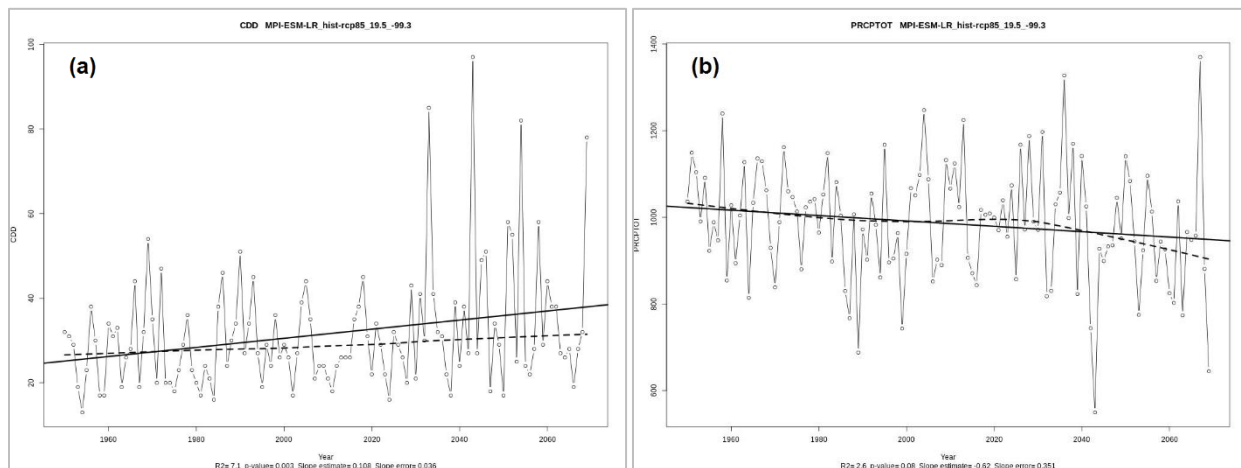 CDD MPI-ESM-LR_hist-rcp85_19.5_-99.3
(a)
100
80
60
40
20
CDD
1960
1980
2000
2020
2040
2060
Year
R2= 7.1 p-value= 0.003 Slope estimate= 0.108 Slope error= 0.036
PRCPTOT MPI-ESM-LR_hist-rcp85_19.5_-99.3
(b)
1400
1200
1000
800
600
PRCPTOT
1960
1980
2000
2020
2040
2060
Year
R2= 2.6 p-value= 0.08 Slope estimate= -0.62 Slope error= 0.351